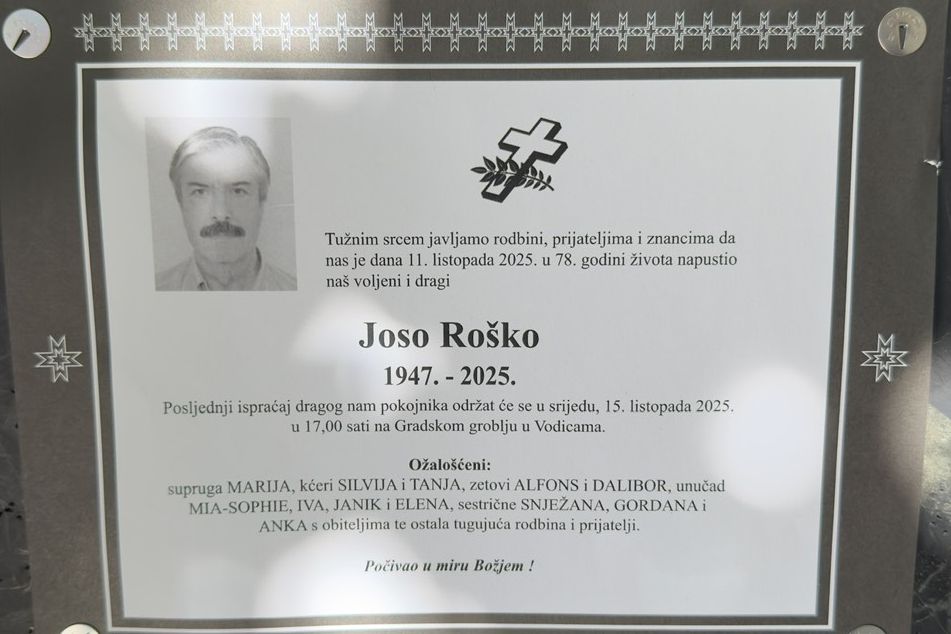 Tužnim srcem javljamo rodbini, prijateljima i znancima da
nas je dana 11. listopada 2025. u 78. godini života napustio
naš voljeni i dragi
Joso Roško
1947. - 2025.
Posljednji ispraćaj dragog nam pokojnika održat će se u srijedu, 15. listopada 2025.
u 17,00 sati na Gradskom groblju u Vodicama.
Ožalošćeni:
supruga MARIJA, kćeri SILVIJA i TANJA, zetovi ALFONS i DALIBOR, unučad
MIA-SOPHIE, IVA, JANIK i ELENA, sestrične SNJEŽANA, GORDANA i
ANKA s obiteljima te ostala tugujuća rodbina i prijatelji.
Počivao u miru Božjem !